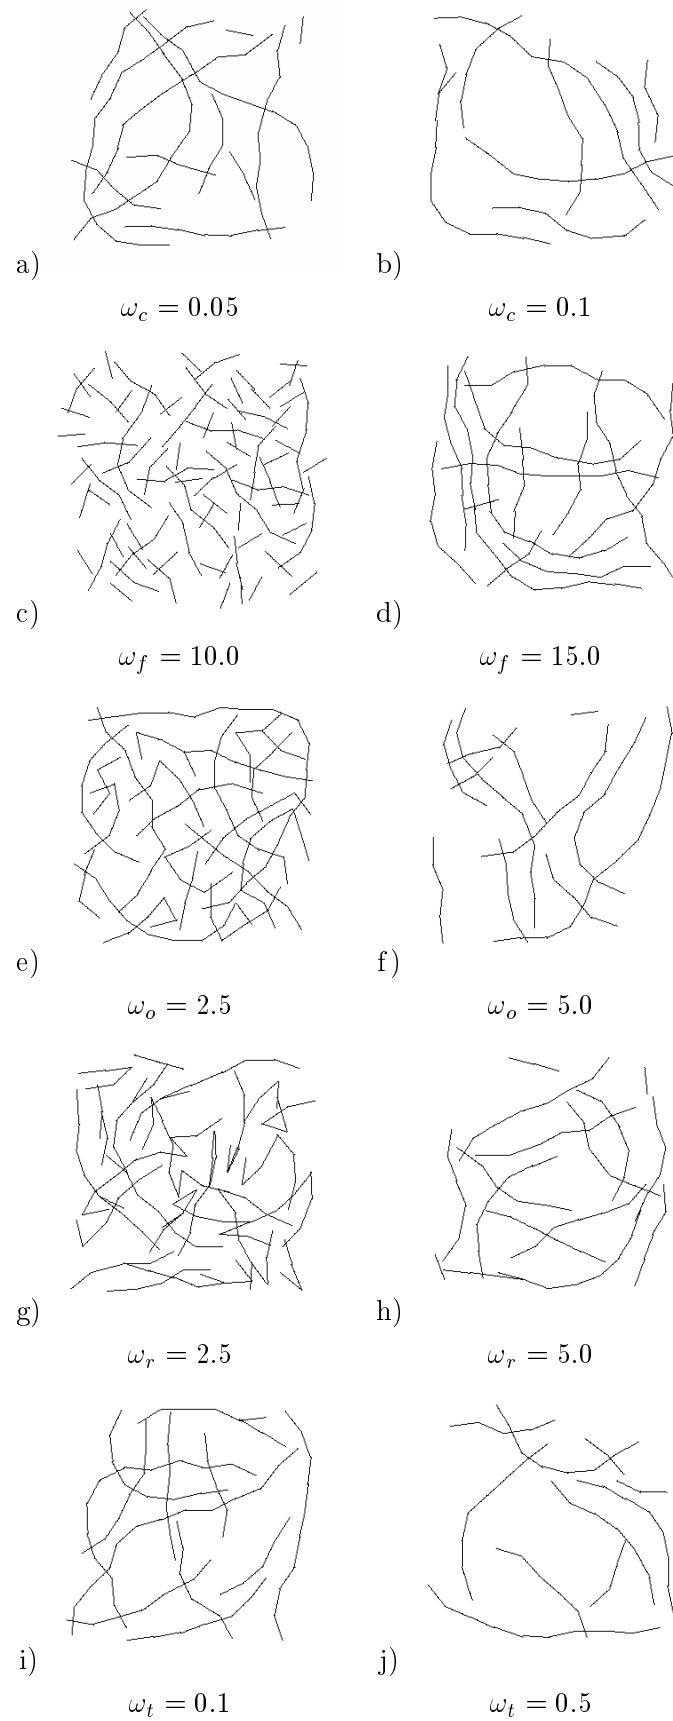 a) b)
ω_c = 0.05 ω_c = 0.1
c) d)
ω_f = 10.0 ω_f = 15.0
e) f)
ω_o = 2.5 ω_o = 5.0
g) h)
ω_r = 2.5 ω_r = 5.0
i) j)
ω_t = 0.1 ω_t = 0.5